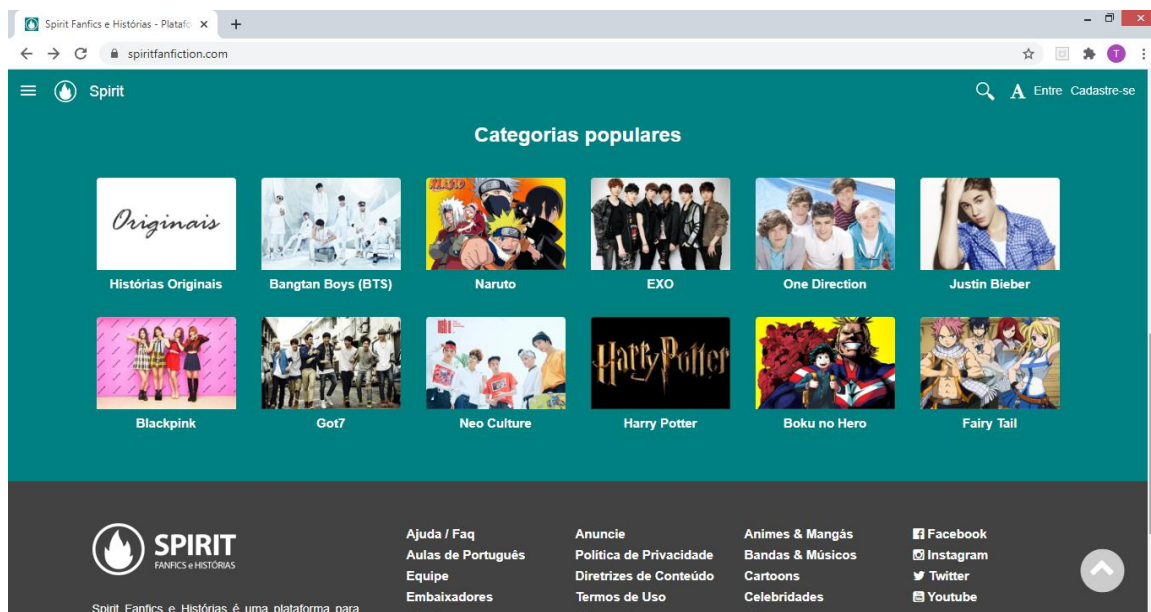 Spirit Fanfics e Histórias - Platafo
spiritfanfiction.com
T
Spirit
A Entre Cadastre-se
Categorias populares
Originais
NARUTO
Histórias Originais Bangtan Boys (BTS) Naruto EXO One Direction Justin Bieber
Harry Potter
Blackpink Got7 Neo Culture Harry Potter Boku no Hero Fairy Tail
SPIRIT
FANFICS e HISTÓRIAS
Ajuda / Faq Anuncie Animes & Mangás Facebook
Aulas de Português Política de Privacidade Bandas & Músicos Instagram
Equipe Diretrizes de Conteúdo Cartoons Twitter
Embaixadores Termos de Uso Celebridades Youtube
Spirit Fanfics e Histórias é uma plataforma para